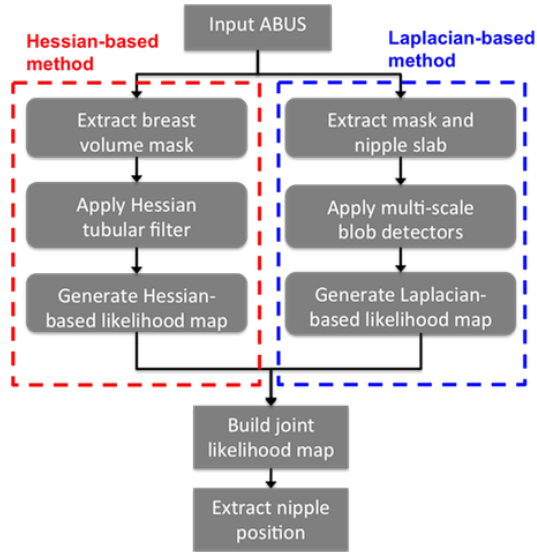 Input ABUS
Hessian-based
method
Laplacian-based
method
Extract breast
volume mask
Apply Hessian
tubular filter
Generate Hessian-
based likelihood map
Extract mask and
nipple slab
Apply multi-scale
blob detectors
Generate Laplacian-
based likelihood map
Build joint
likelihood map
Extract nipple
position